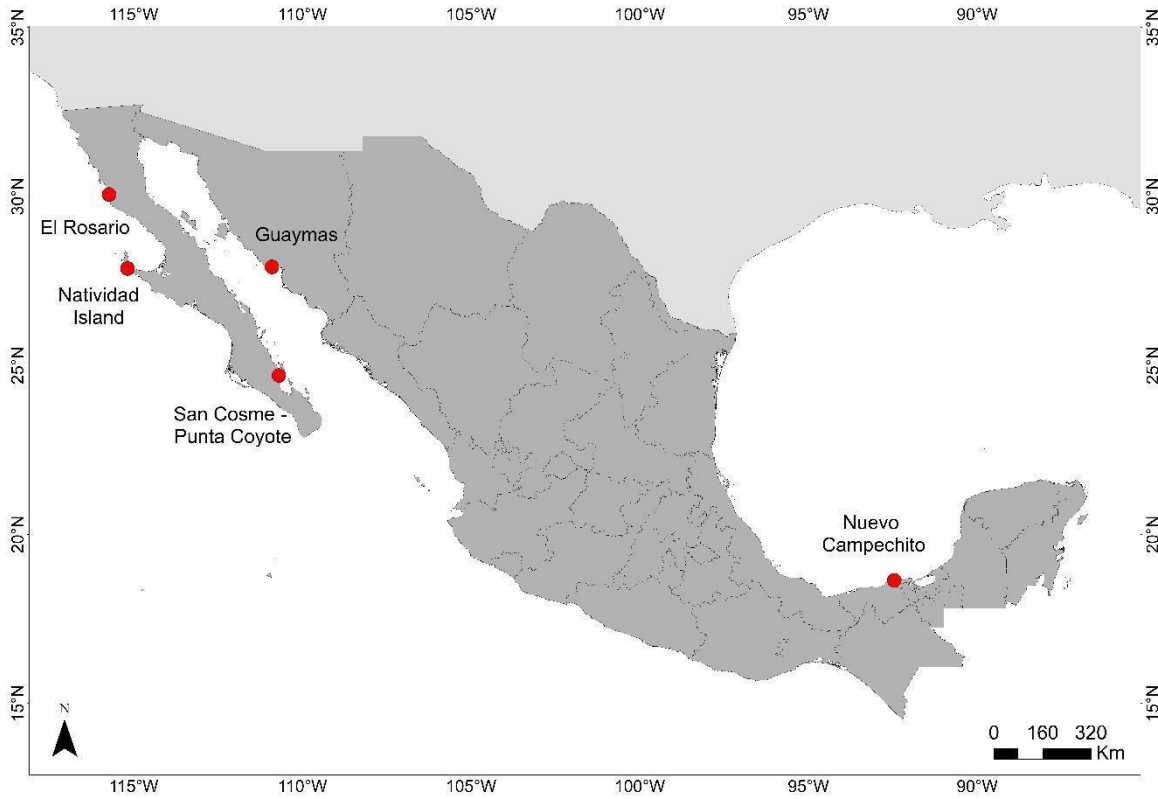 115°W 110°W 105°W 100°W 95°W 90°W
35°N 35°N
30°N 30°N
El Rosario
Guaymas
Natividad
Island
25°N 25°N
San Cosme -
Punta Coyote
Nuevo
Campechito
20°N 20°N
15°N 15°N
N
0 160 320
Km
115°W 110°W 105°W 100°W 95°W 90°W